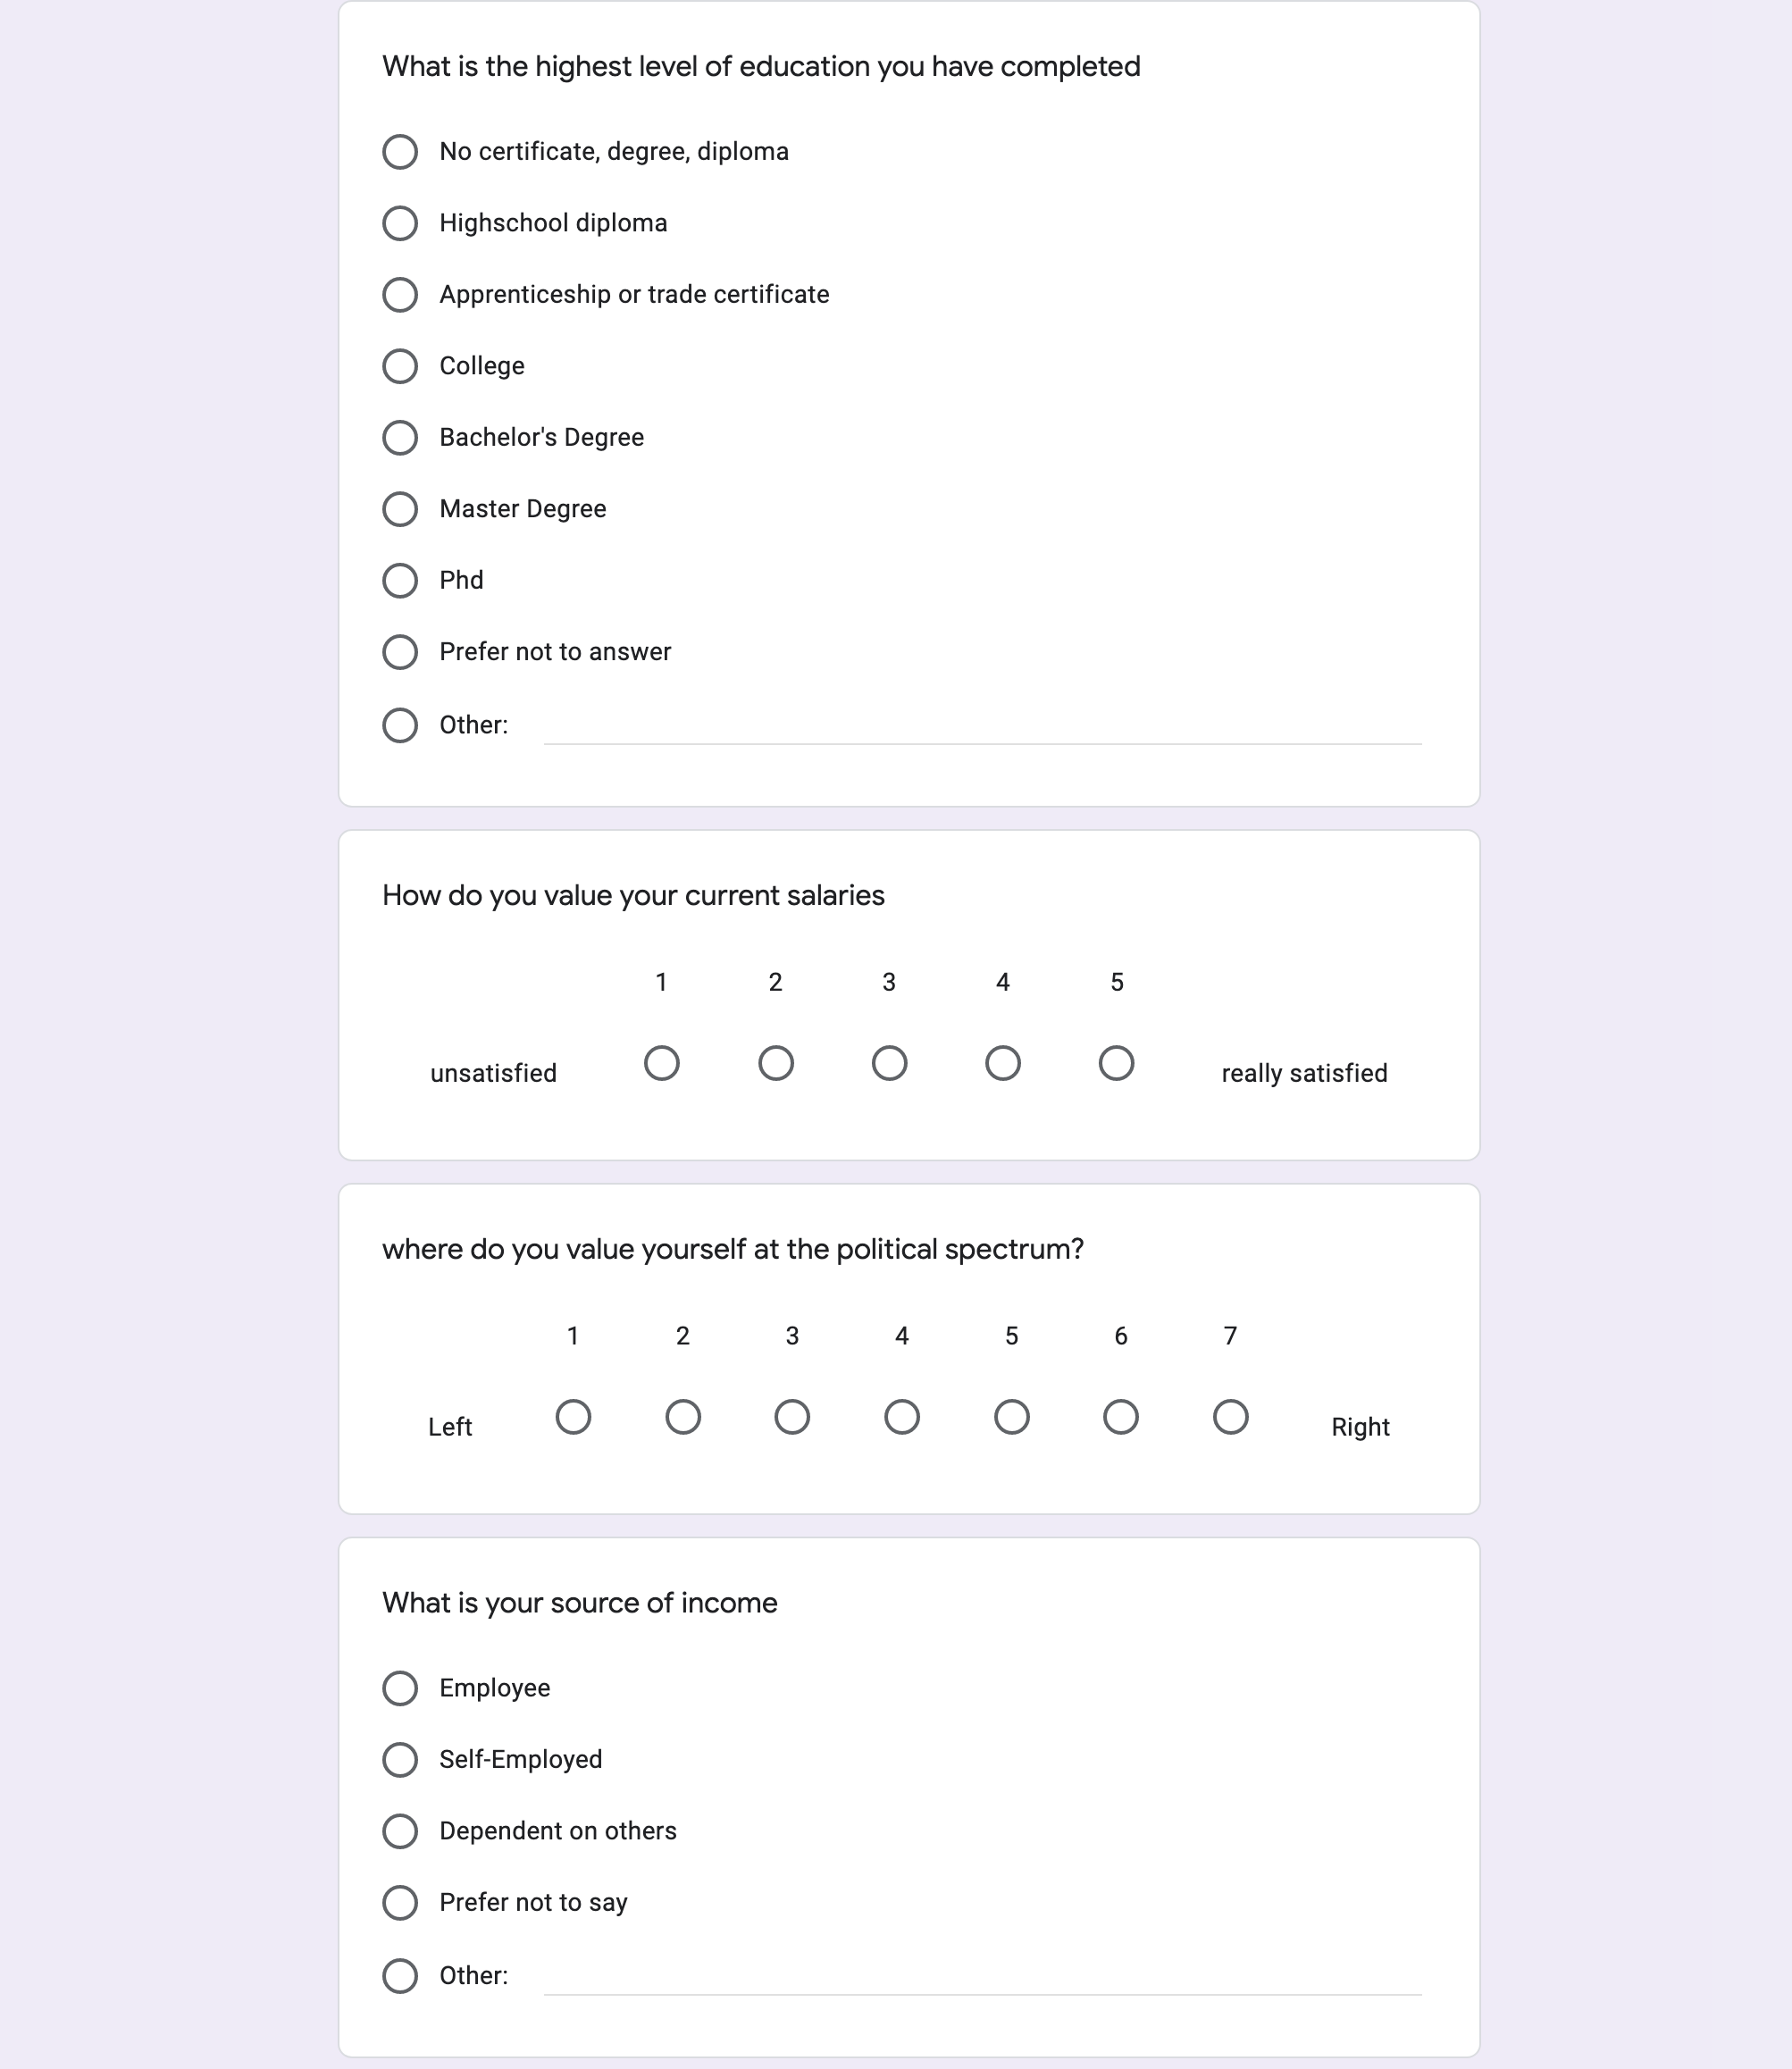 What is the highest level of education you have completed
No certificate, degree, diploma
Highschool diploma
Apprenticeship or trade certificate
College
Bachelor's Degree
Master Degree
Phd
Prefer not to answer
Other:
How do you value your current salaries
1 2 3 4 5
unsatisfied really satisfied
where do you value yourself at the political spectrum?
1 2 3 4 5 6 7
Left Right
What is your source of income
Employee
Self-Employed
Dependent on others
Prefer not to say
Other: